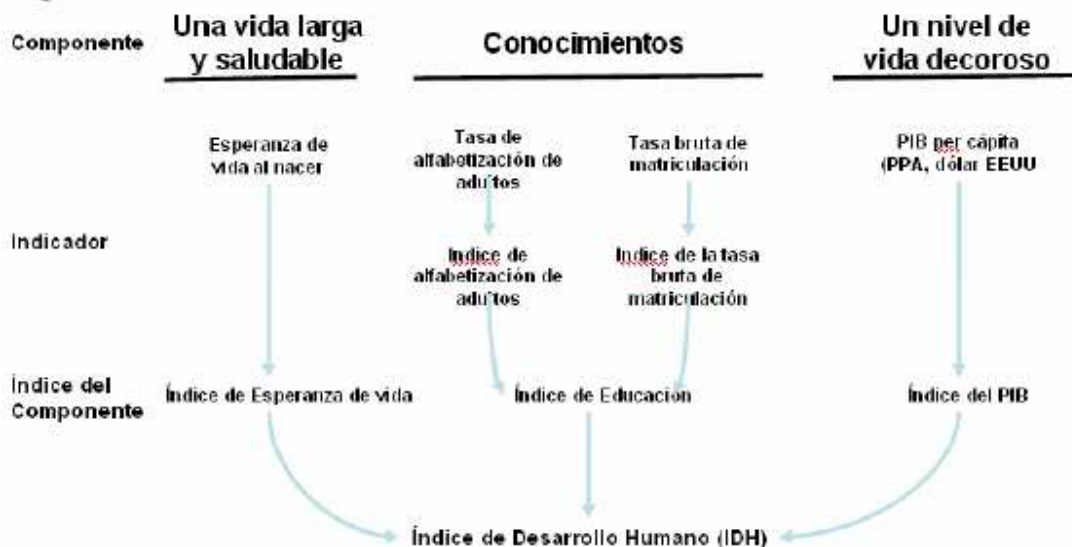 Componente
Una vida larga
y saludable
Conocimientos
Un nivel de
vida decoroso
Esperanza de
vida al nacer
Tasa de
alfabetización de
adultos
Tasa bruta de
matriculación
PIB per cápita
(PPA, dólar EEUU
Indicador
Indice de
alfabetización de
adultos
Indice de la tasa
bruta de
matriculación
Índice del
Componente
Índice de Esperanza de vida
Índice de Educación
Índice del PIB
Índice de Desarrollo Humano (IDH)